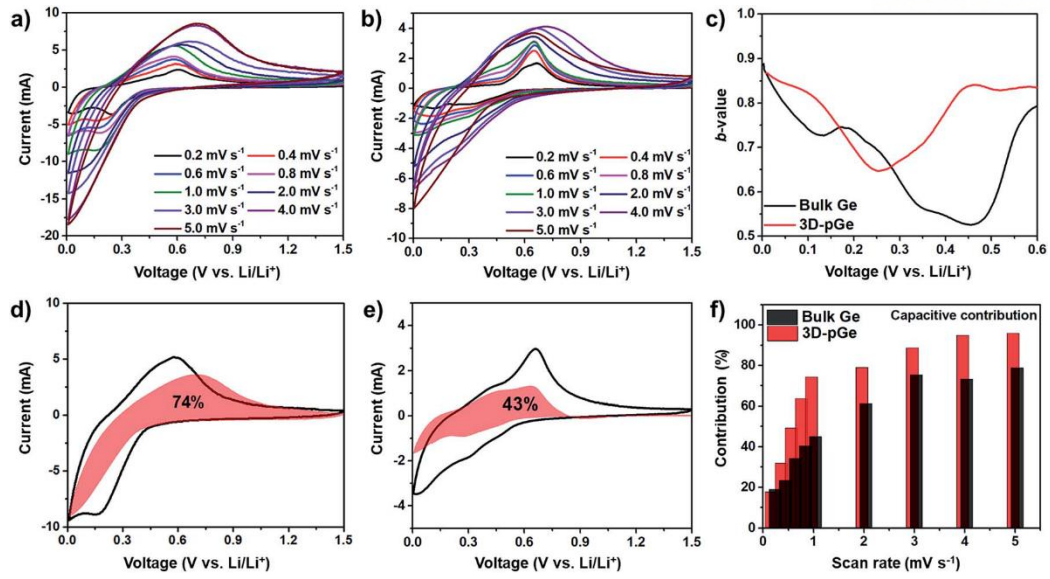 a)
Current (mA)
10
5
0
-5
-10
-15
-20
0.2 mV s⁻¹ 0.4 mV s⁻¹
0.6 mV s⁻¹ 0.8 mV s⁻¹
1.0 mV s⁻¹ 2.0 mV s⁻¹
3.0 mV s⁻¹ 4.0 mV s⁻¹
5.0 mV s⁻¹
0.0 0.3 0.6 0.9 1.2 1.5
Voltage (V vs. Li/Li⁺)
b)
Current (mA)
4
2
0
-2
-4
-6
-8
0.2 mV s⁻¹ 0.4 mV s⁻¹
0.6 mV s⁻¹ 0.8 mV s⁻¹
1.0 mV s⁻¹ 2.0 mV s⁻¹
3.0 mV s⁻¹ 4.0 mV s⁻¹
5.0 mV s⁻¹
0.0 0.3 0.6 0.9 1.2 1.5
Voltage (V vs. Li/Li⁺)
c)
b-value
0.9
0.8
0.7
0.6
0.5
Bulk Ge
3D-pGe
0.0 0.1 0.2 0.3 0.4 0.5 0.6
Voltage (V vs. Li/Li⁺)
d)
Current (mA)
10
5
0
-5
-10
74%
0.0 0.3 0.6 0.9 1.2 1.5
Voltage (V vs. Li/Li⁺)
e)
Current (mA)
4
2
0
-2
-4
43%
0.0 0.3 0.6 0.9 1.2 1.5
Voltage (V vs. Li/Li⁺)
f)
Contribution (%)
100
80
60
40
20
0
Bulk Ge Capacitive contribution
3D-pGe
0 1 2 3 4 5
Scan rate (mV s⁻¹)